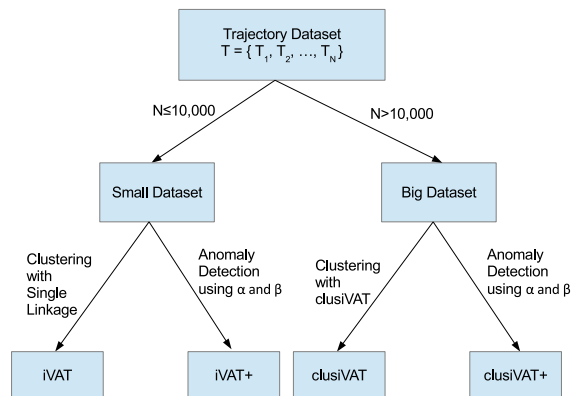 Trajectory Dataset
T = { T1, T2, ..., TN}
N≤10,000
N>10,000
Small Dataset
Big Dataset
Clustering
with
Single
Linkage
Anomaly
Detection
using α and β
Clustering
with
clusiVAT
Anomaly
Detection
using α and β
iVAT
iVAT+
clusiVAT
clusiVAT+